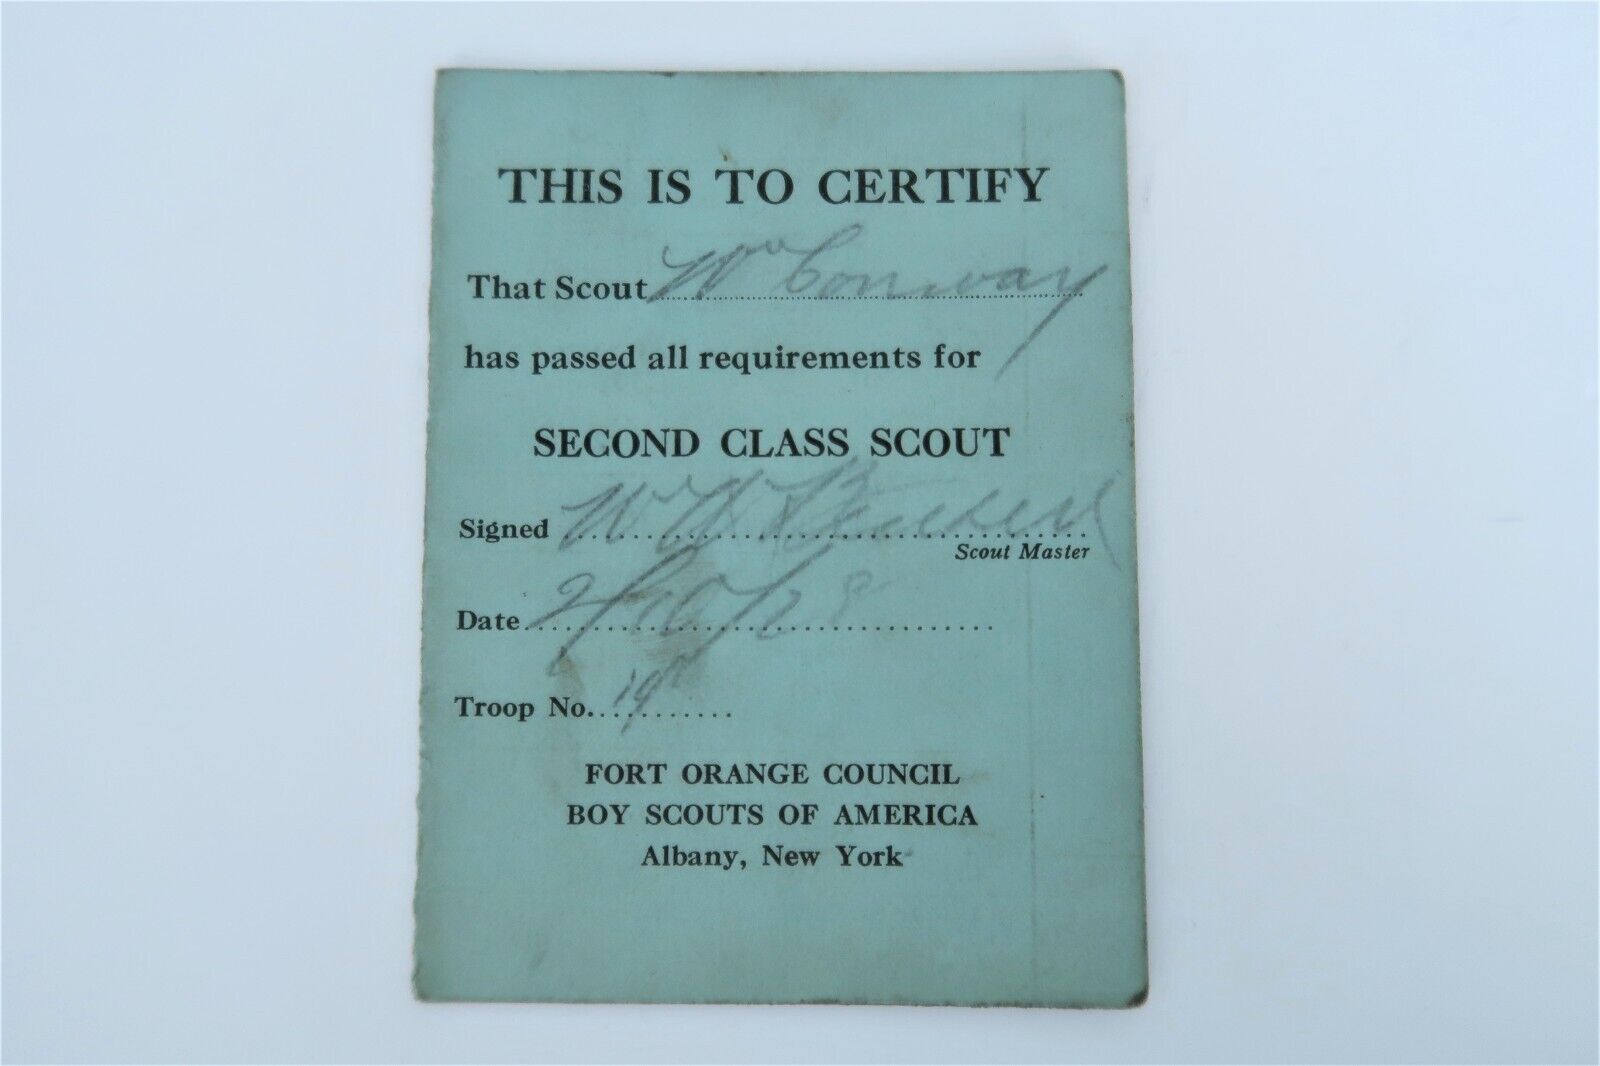 THIS IS TO CERTIFY
That Scout Wm Conway
has passed all requirements for
SECOND CLASS SCOUT
Signed W W
Scout Master
Date
Troop No. 19
FORT ORANGE COUNCIL
BOY SCOUTS OF AMERICA
Albany, New York